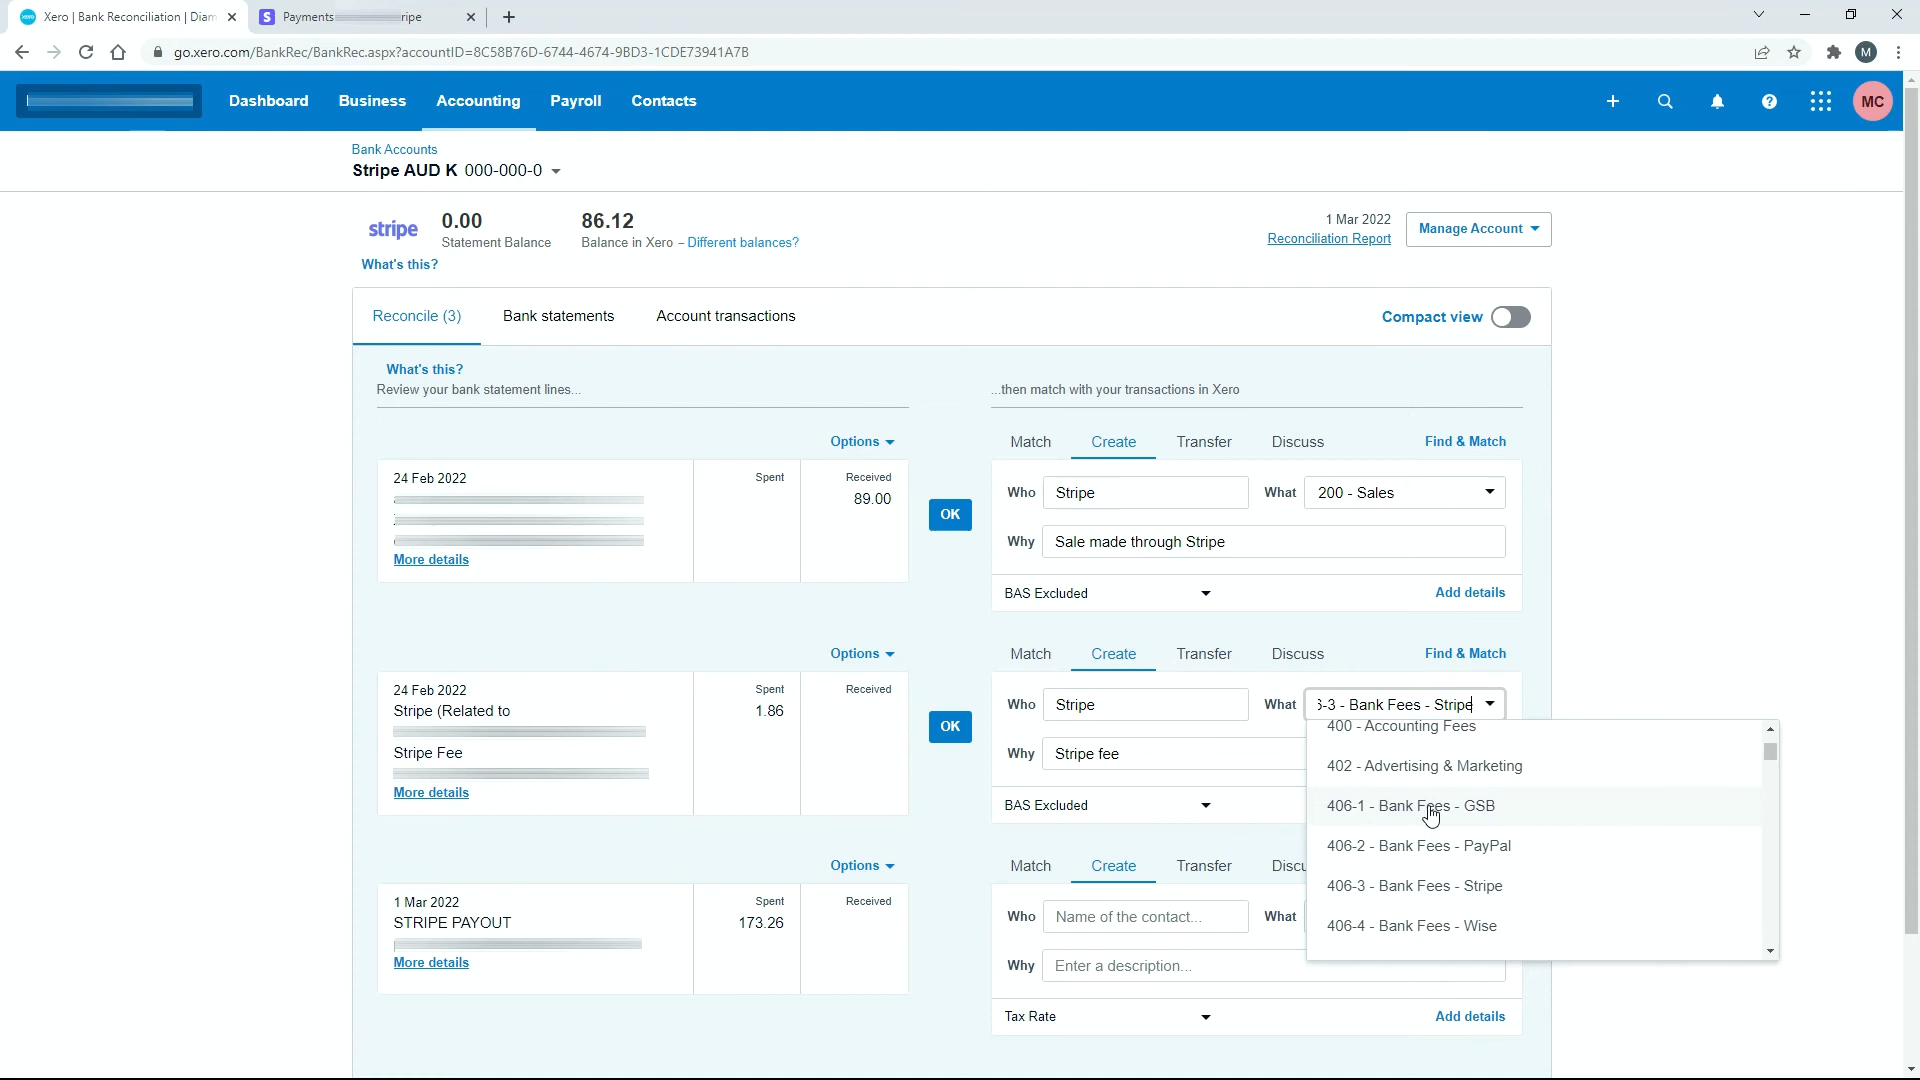 Xero | Bank Reconciliation | Diam
Payments
ripe
go.xero.com/BankRec/BankRec.aspx?accountID=8C58B76D-6744-4674-9BD3-1CDE73941A7B
M
Dashboard
Business
Accounting
Payroll
Contacts
MC
Bank Accounts
Stripe AUD K 000-000-0
stripe
0.00
Statement Balance
86.12
Balance in Xero - Different balances?
What's this?
1 Mar 2022
Reconciliation Report
Manage Account
Reconcile (3)
Bank statements
Account transactions
Compact view
What's this?
Review your bank statement lines...
...then match with your transactions in Xero
Options
Match
Create
Transfer
Discuss
Find & Match
24 Feb 2022
Spent
Received
89.00
More details
OK
Who
Stripe
What
200 - Sales
Why
Sale made through Stripe
BAS Excluded
Add details
Options
Match
Create
Transfer
Discuss
Find & Match
24 Feb 2022
Stripe (Related to
Stripe Fee
More details
Spent
1.86
Received
OK
Who
Stripe
What
3-3 - Bank Fees - Stripe
Why
Stripe fee
BAS Excluded
400 - Accounting Fees
402 - Advertising & Marketing
406-1 - Bank Fees - GSB
406-2 - Bank Fees - PayPal
406-3 - Bank Fees - Stripe
406-4 - Bank Fees - Wise
Options
Match
Create
Transfer
Discu
1 Mar 2022
STRIPE PAYOUT
More details
Spent
173.26
Received
Who
Name of the contact...
What
Why
Enter a description...
Tax Rate
Add details